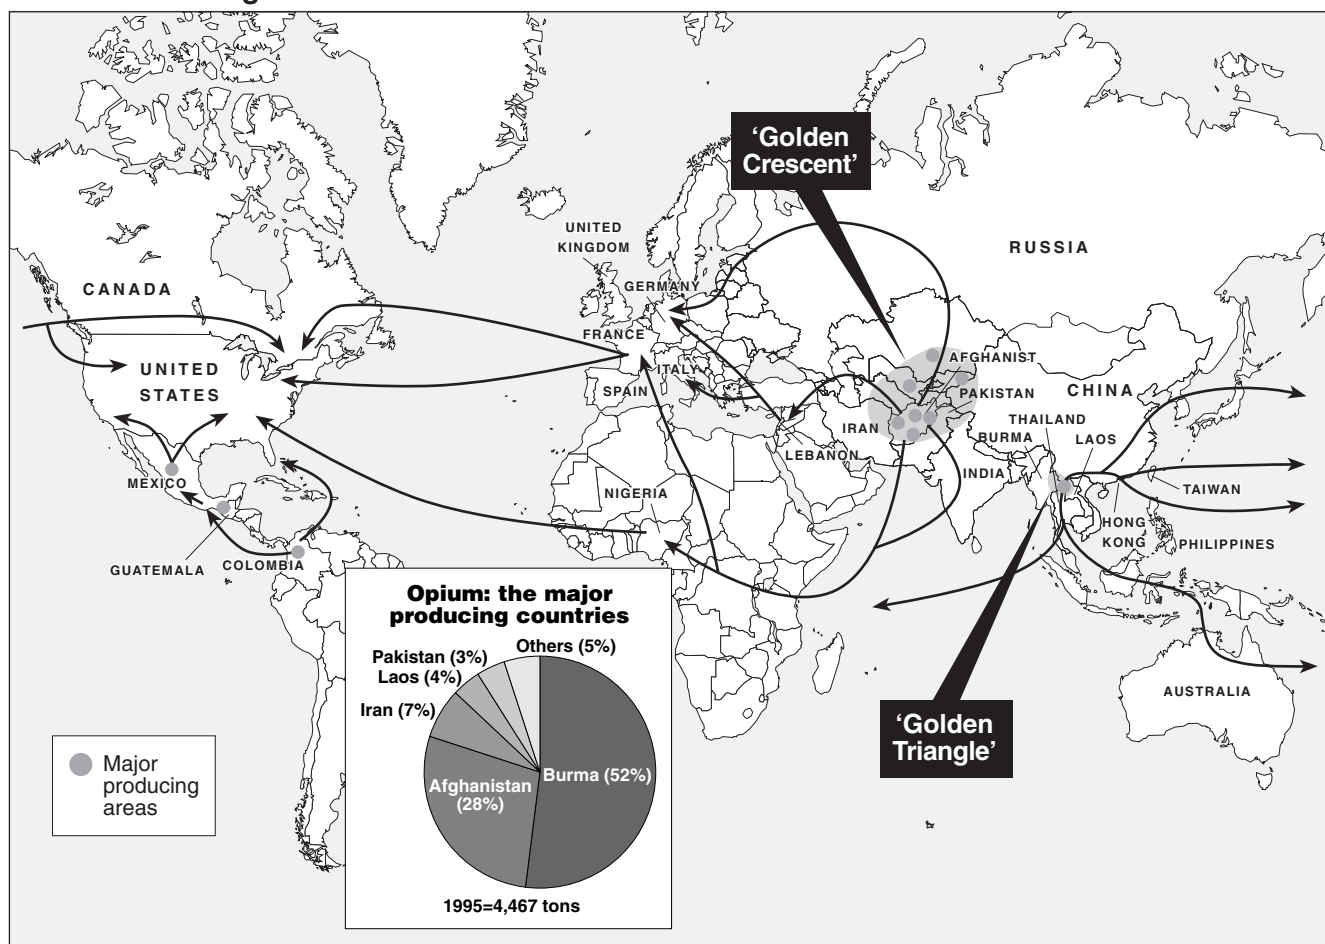 'Golden
Crescent'
UNITED
KINGDOM
RUSSIA
CANADA
GERMANY
FRANCE
AFGHANIST
ITALY
UNITED
STATES
SPAIN
PAKISTAN
CHINA
IRAN
THAILAND
BURMA
LAOS
LEBANON
INDIA
MEXICO
NIGERIA
TAIWAN
HONG
KONG
PHILIPPINES
GUATEMALA
COLOMBIA
Opium: the major
producing countries
Others (5%)
Pakistan (3%)
Laos (4%)
Iran (7%)
Burma (52%)
Afghanistan
(28%)
1995=4,467 tons
AUSTRALIA
'Golden
Triangle'
Major
producing
areas